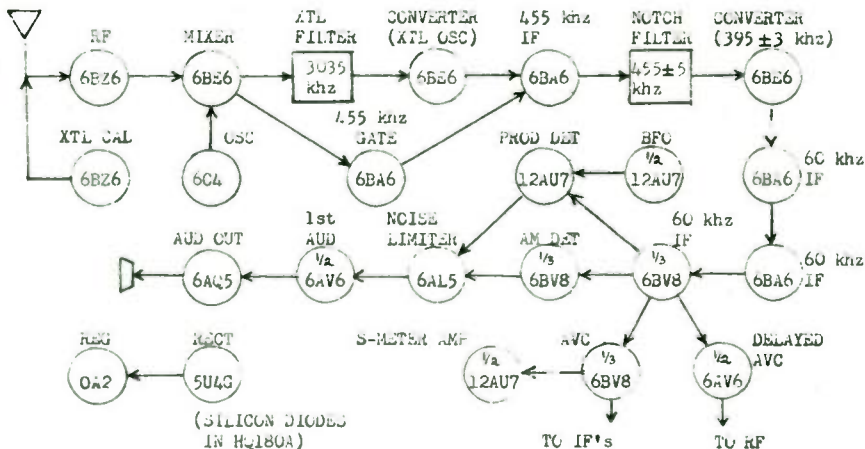 RF
MIXER
XTL
FILTER
CONVERTER
(XTL OSC)
455 khz
IF
NOTCH
FILTER
CONVERTER
(395 ±3 khz)
6BZ6
6BE6
3035
khz
6BE6
6BA6
455±5
khz
6BE6
455 khz
XTL CAL
OSC
GATE
PROD DET
BFO
6BZ6
6C4
6BA6
12AU7
1/2
12AU7
6BA6
60 khz
IF
AUD OUT
1st
AUD
NOISE
LIMITER
AM DET
60 khz
IF
60 khz
IF
6AQ5
1/2
6AV6
6AL5
1/3
6BV8
1/3
6BV8
6BA6
REG
RECT
S-METER AMP
AVC
DELAYED
AVC
OA2
5U4G
1/2
12AU7
1/3
6BV8
1/2
6AV6
(SILICON DIODES
IN HQ180A)
TO IF's
TO RF